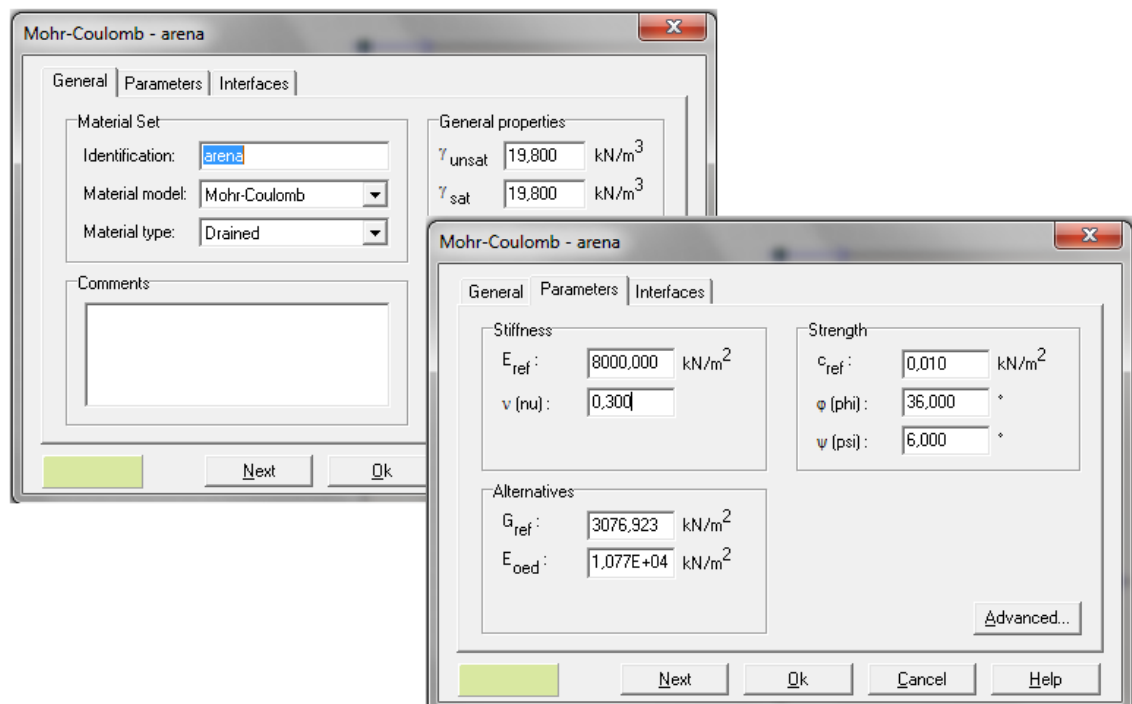 Mohr-Coulomb - arena
x
General Parameters Interfaces
Material Set
Identification: arena
Material model: Mohr-Coulomb
Material type: Drained
Comments
General properties
γunsat 19,800 kN/m3
γsat 19,800 kN/m3
Next Ok
Mohr-Coulomb - arena
x
General Parameters Interfaces
Stiffness
Eref : 8000,000 kN/m2
ν (nu) : 0,300
Strength
cref : 0,010 kN/m2
φ (phi) : 36,000 °
ψ (psi) : 6,000 °
Alternatives
Gref : 3076,923 kN/m2
Eoed : 1,077E+04 kN/m2
Advanced...
Next Ok Cancel Help